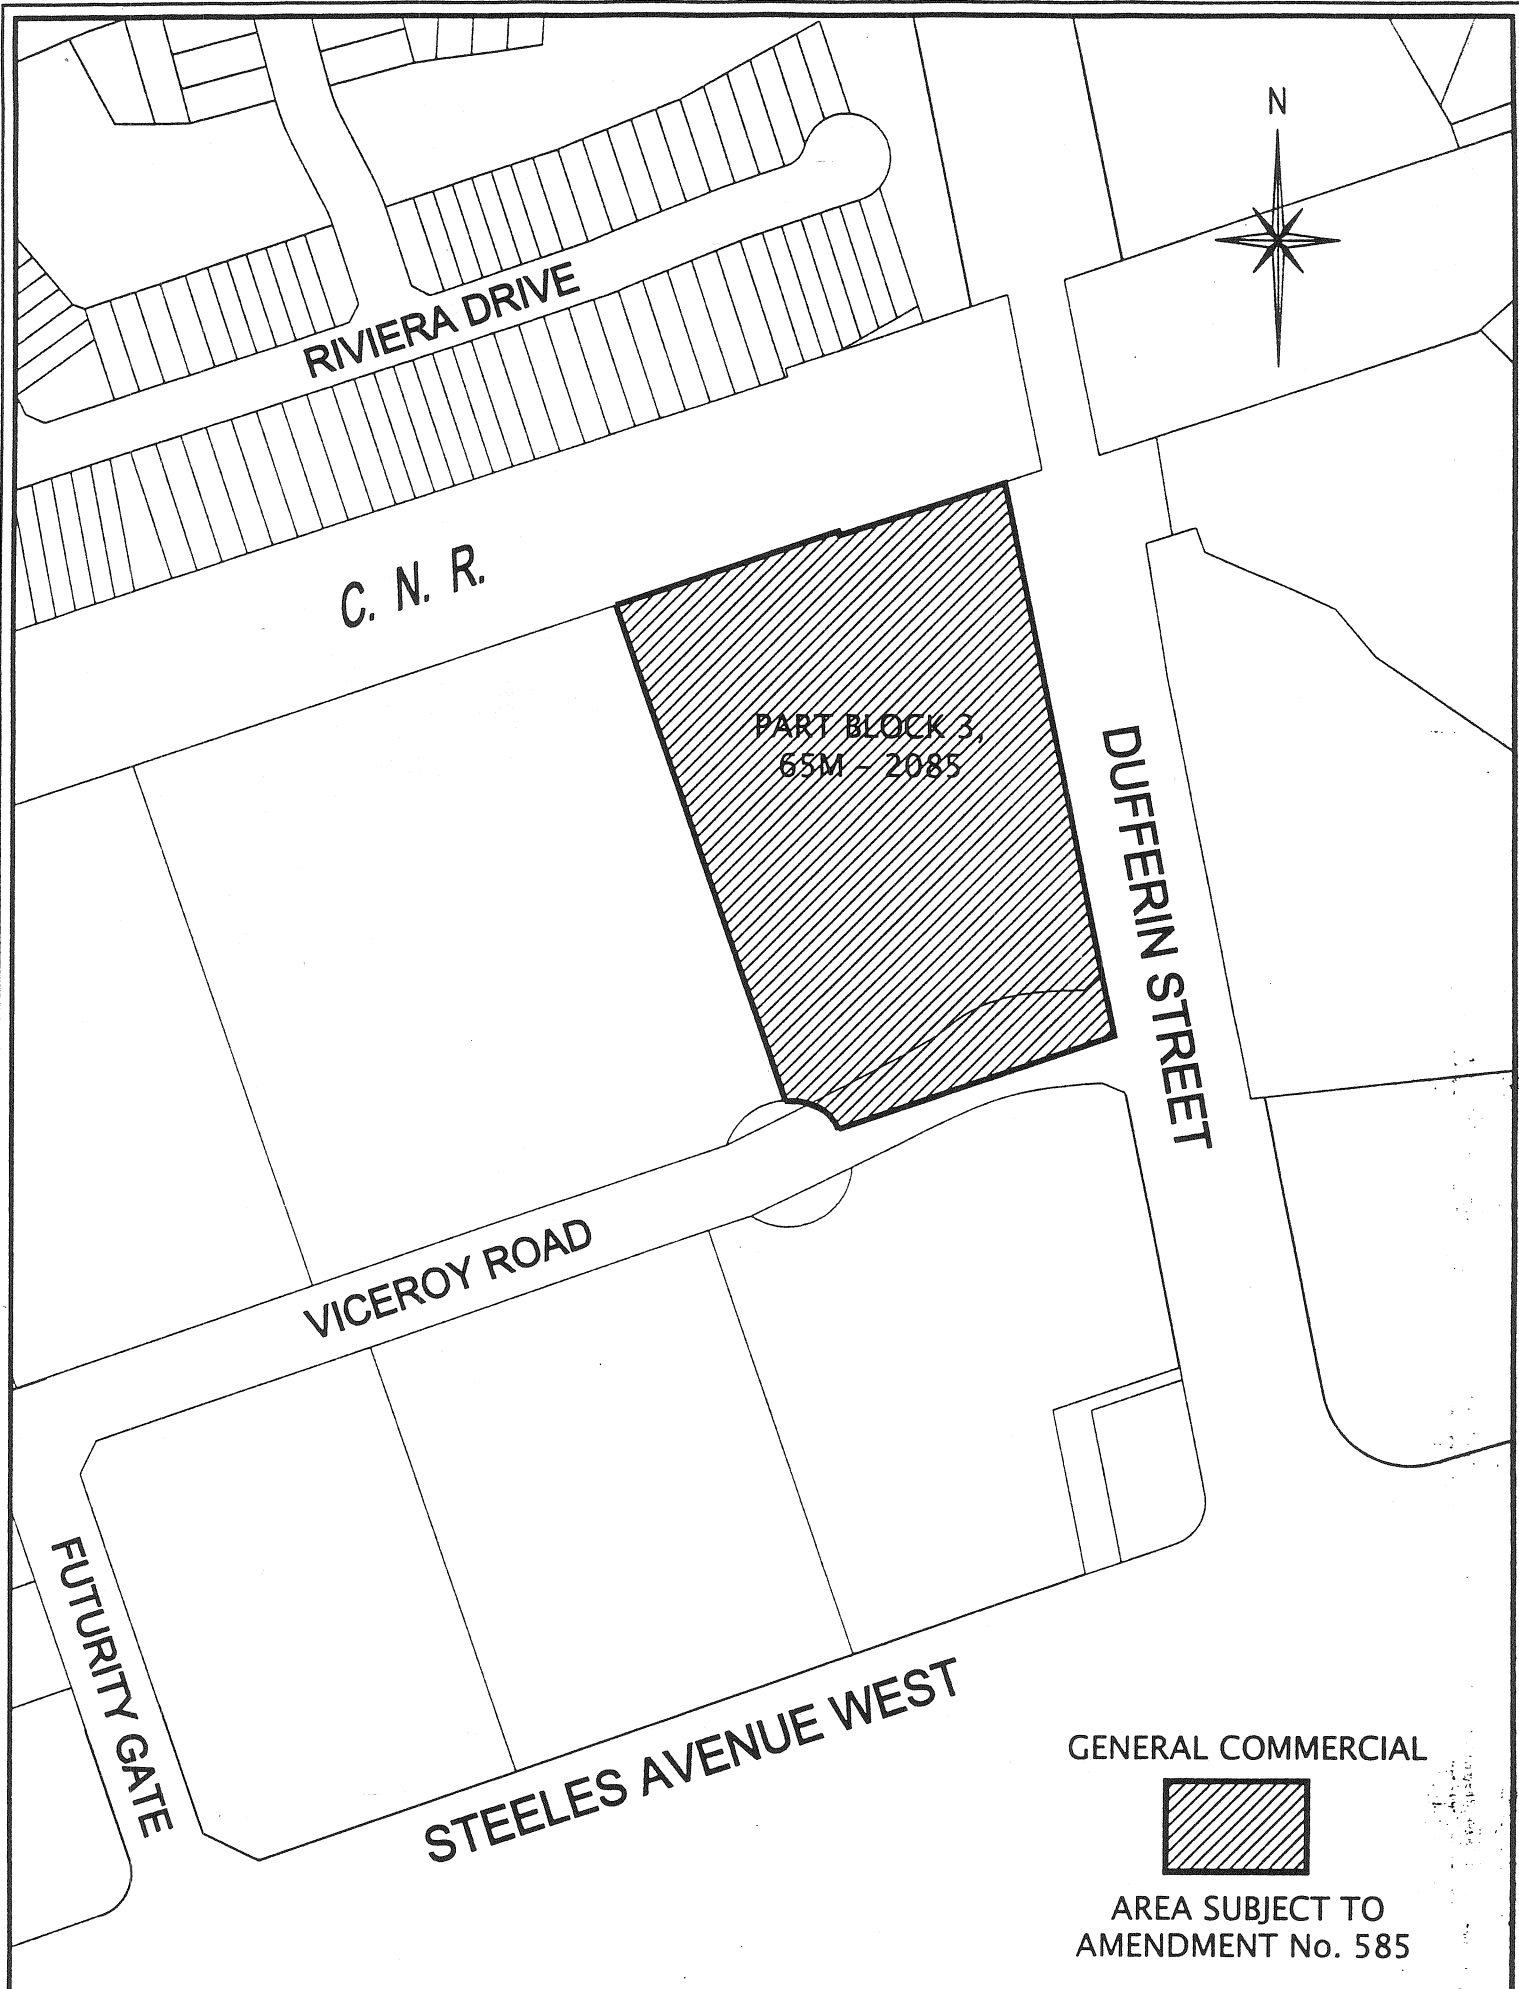 N
RIVIERA DRIVE
C. N. R.
PART BLOCK 3,
65M - 2085
DUFFERIN STREET
VICEROY ROAD
FUTURITY GATE
STEELES AVENUE WEST
GENERAL COMMERCIAL
AREA SUBJECT TO
AMENDMENT No. 585